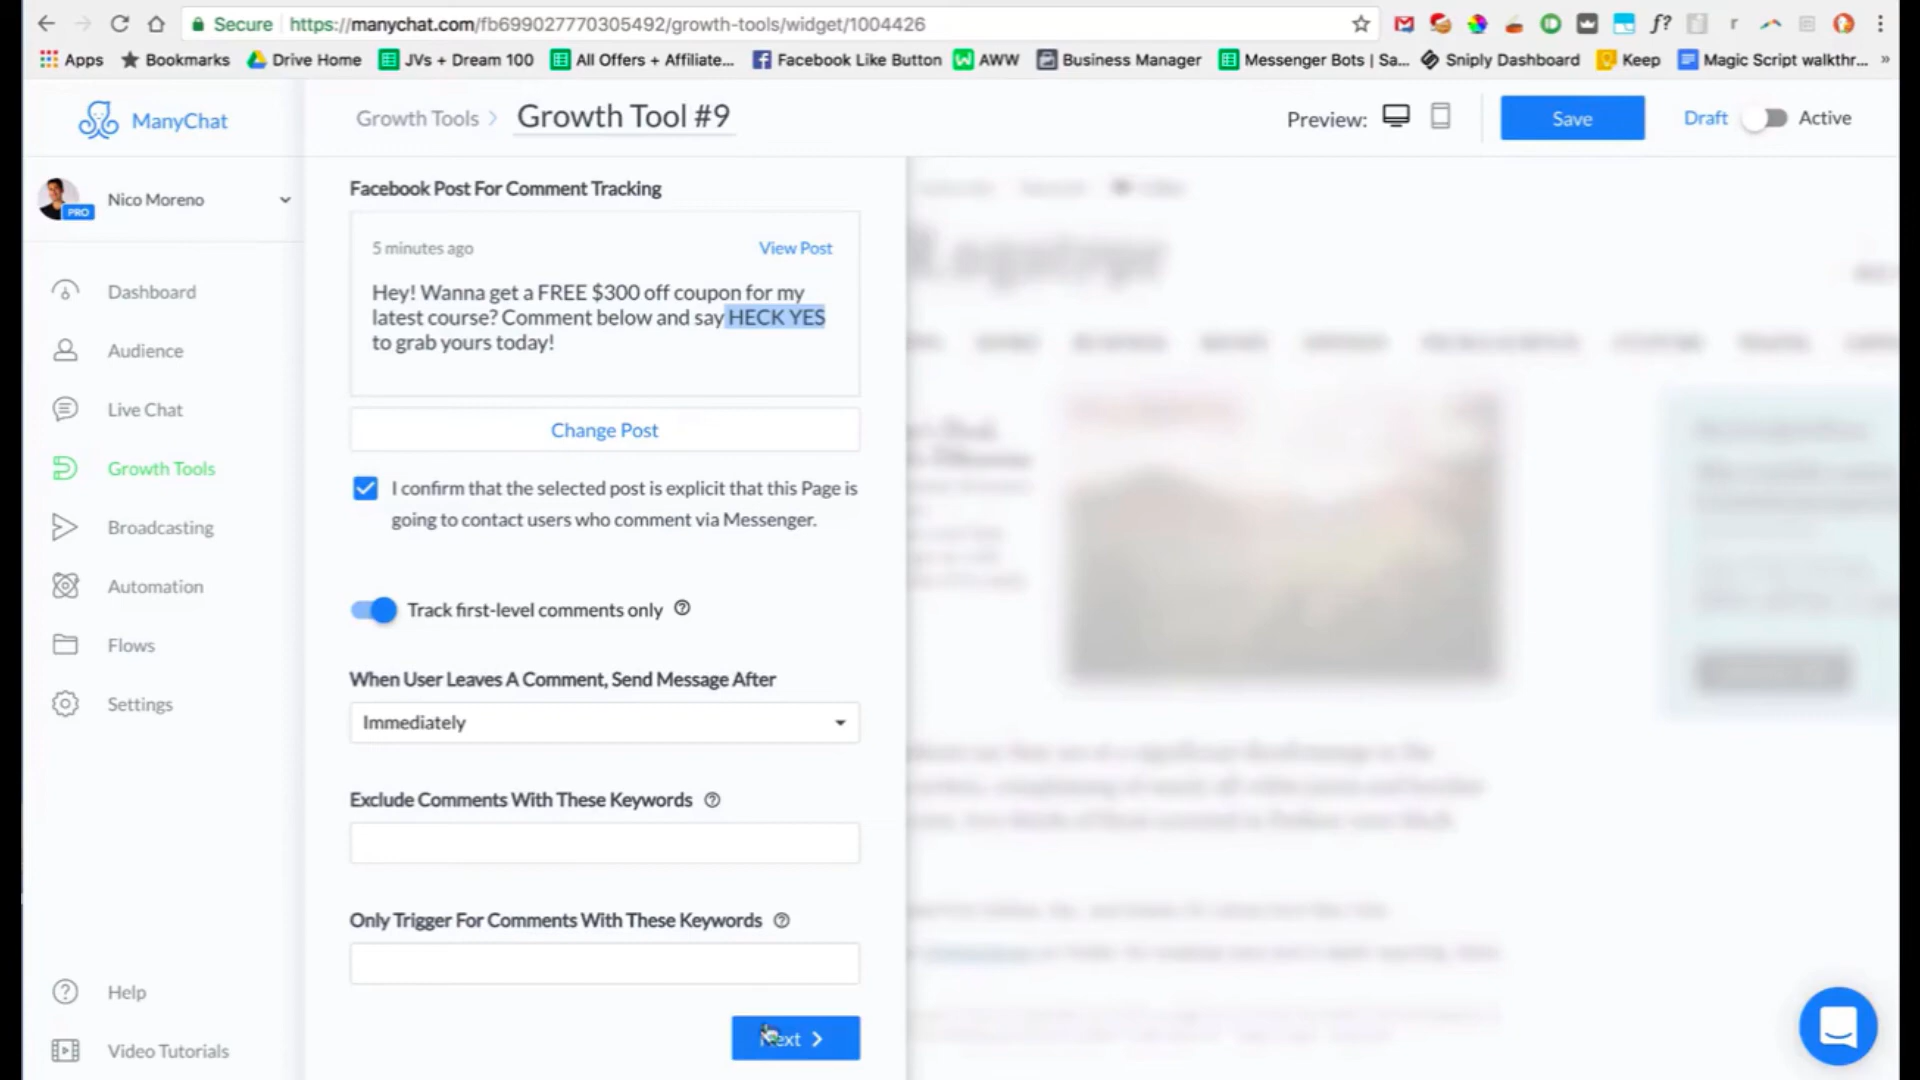 Secure https://manychat.com/fb699027770305492/growth-tools/widget/1004426
Apps Bookmarks Drive Home JVs + Dream 100 All Offers + Affiliate... Facebook Like Button AWW Business Manager Messenger Bots | Sa... Sniply Dashboard Keep Magic Script walkthr... »
ManyChat
Growth Tools > Growth Tool #9
Preview:
Save
Draft Active
PRO
Nico Moreno
Dashboard
Audience
Live Chat
Growth Tools
Broadcasting
Automation
Flows
Settings
Help
Video Tutorials
Facebook Post For Comment Tracking
5 minutes ago View Post
Hey! Wanna get a FREE $300 off coupon for my
latest course? Comment below and say HECK YES
to grab yours today!
Change Post
I confirm that the selected post is explicit that this Page is
going to contact users who comment via Messenger.
Track first-level comments only
When User Leaves A Comment, Send Message After
Immediately
Exclude Comments With These Keywords
Only Trigger For Comments With These Keywords
Next